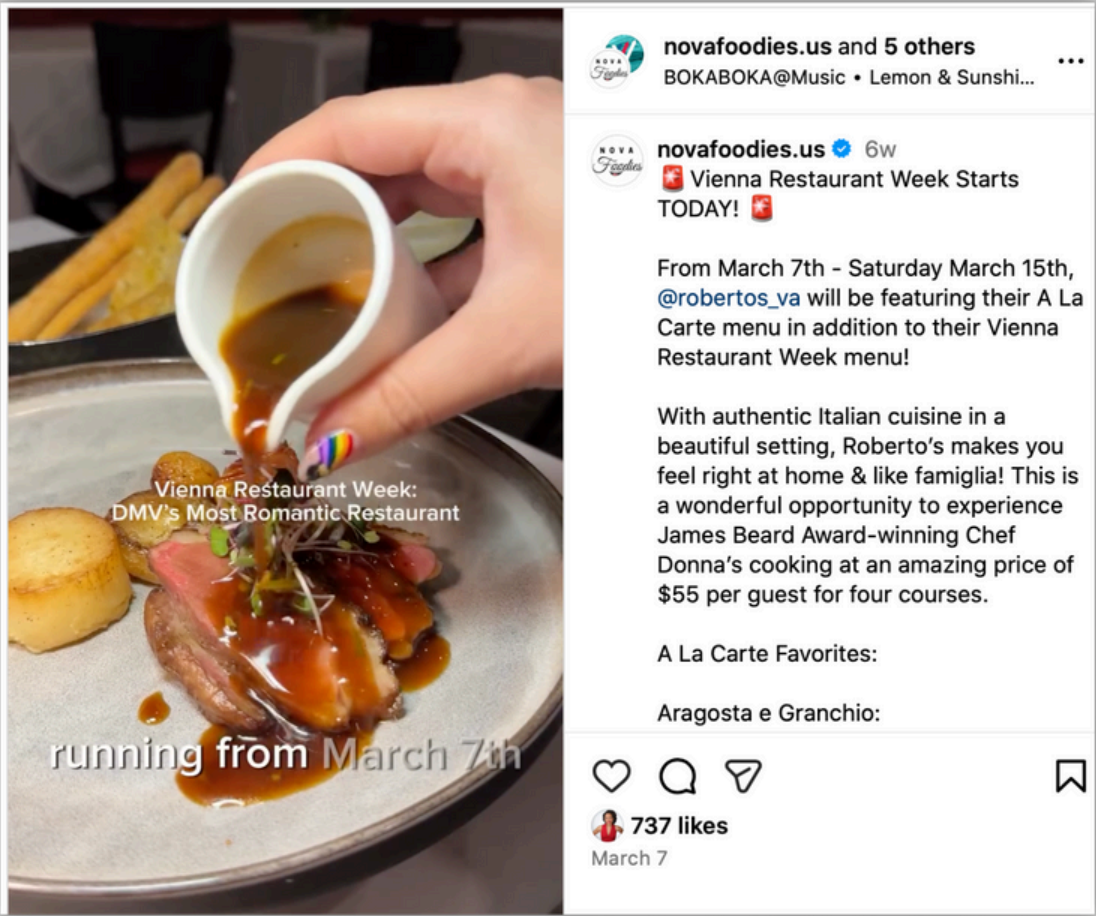 Vienna Restaurant Week:
DMV's Most Romantic Restaurant
running from March 7th
NOVA
Foodies
novafoodies.us and 5 others
BOKABOKA@Music • Lemon & Sunshi...
NOVA
Foodies
novafoodies.us 6w
🚨 Vienna Restaurant Week Starts
TODAY! 🚨
From March 7th - Saturday March 15th,
@robertos_va will be featuring their A La
Carte menu in addition to their Vienna
Restaurant Week menu!
With authentic Italian cuisine in a
beautiful setting, Roberto's makes you
feel right at home & like famiglia! This is
a wonderful opportunity to experience
James Beard Award-winning Chef
Donna's cooking at an amazing price of
$55 per guest for four courses.
A La Carte Favorites:
Aragosta e Granchio:
737 likes
March 7